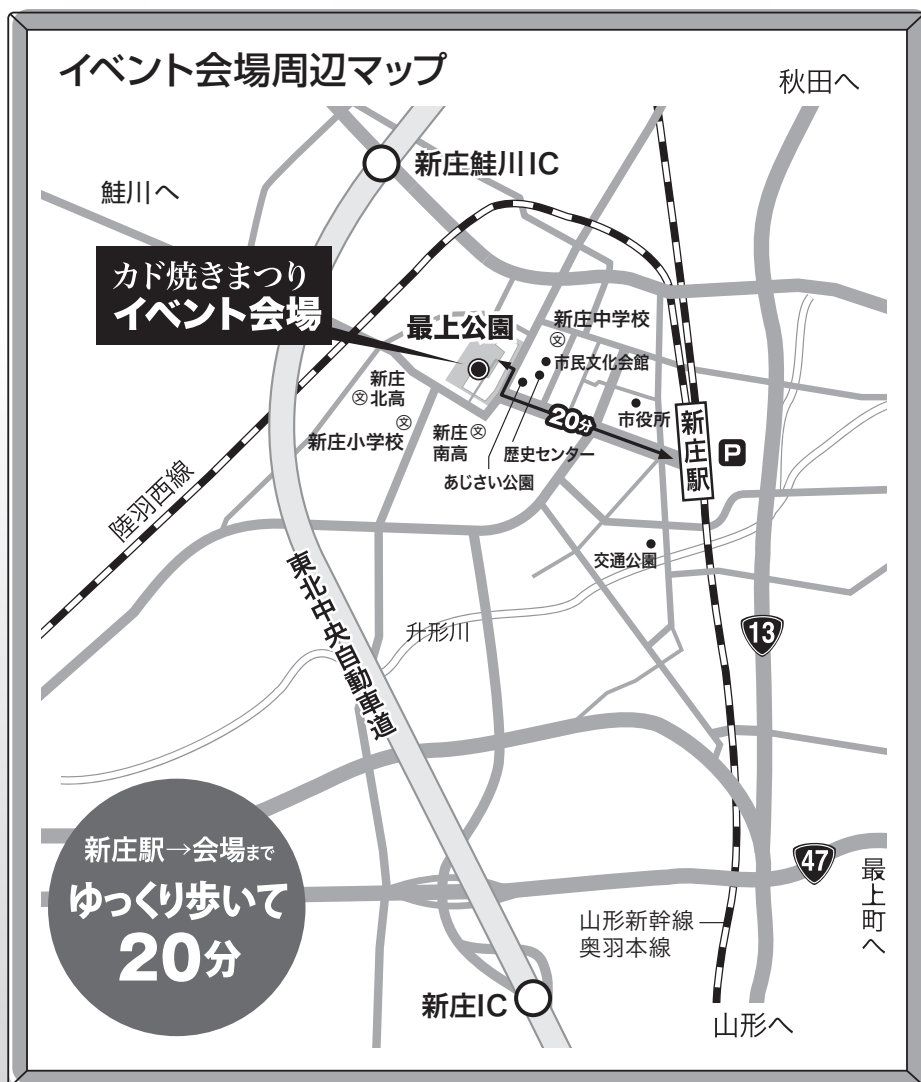 イベント会場周辺マップ
秋田へ
新庄鮭川IC
鮭川へ
カド焼きまつり
イベント会場
最上公園
新庄中学校
文
市民文化会館
新庄
北高
文
文
新庄小学校
新庄
南高
文
20分
市役所
歴史センター
あじさい公園
新庄駅
P
陸羽西線
交通公園
東北中央自動車道
升形川
13
新庄駅→会場まで
ゆっくり歩いて
20分
47
最上町へ
山形新幹線
奥羽本線
新庄IC
山形へ